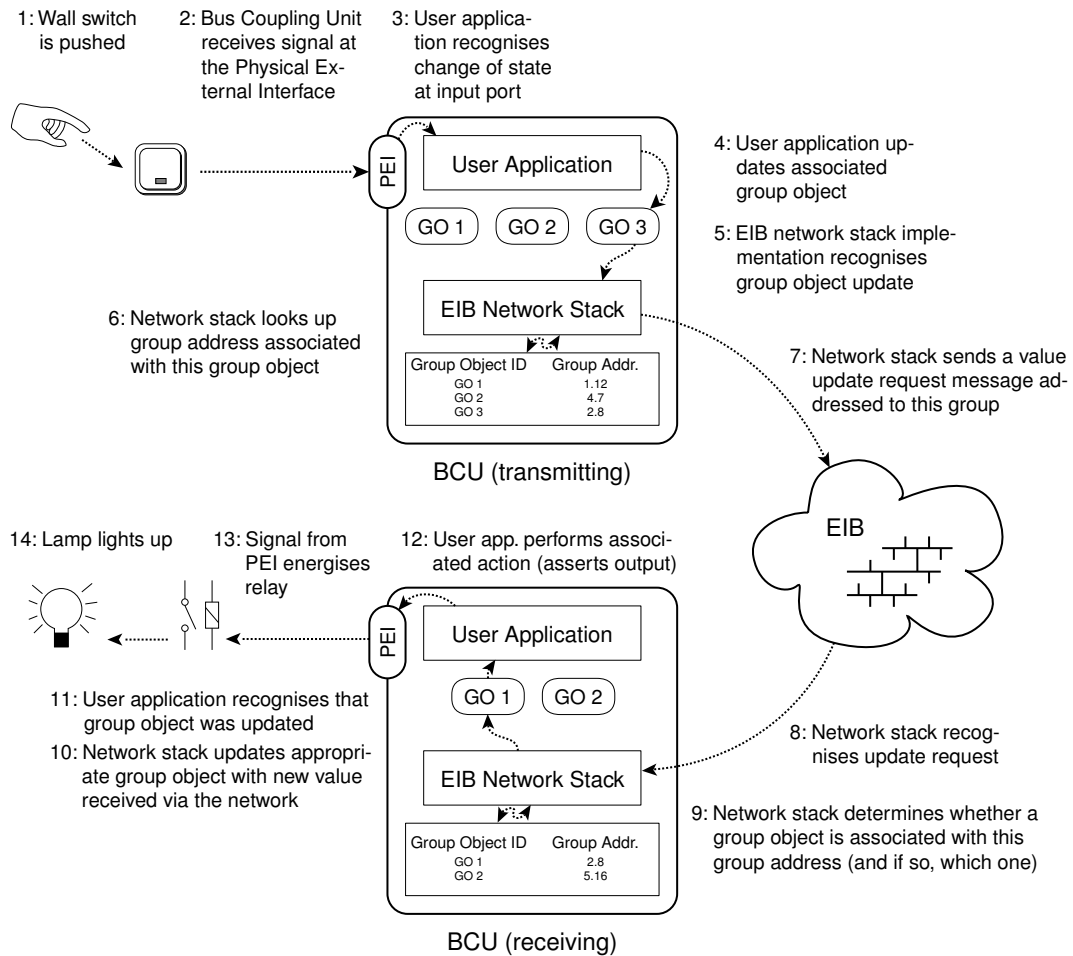 1: Wall switch
is pushed
2: Bus Coupling Unit
receives signal at
the Physical Ex-
ternal Interface
3: User applica-
tion recognises
change of state
at input port
PEI
User Application
4: User application up-
dates associated
group object
GO 1 GO 2 GO 3
5: EIB network stack imple-
mentation recognises
group object update
EIB Network Stack
6: Network stack looks up
group address associated
with this group object
Group Object ID Group Addr.
GO 1 1.12
GO 2 4.7
GO 3 2.8
7: Network stack sends a value
update request message ad-
dressed to this group
BCU (transmitting)
EIB
14: Lamp lights up
13: Signal from
PEI energises
relay
12: User app. performs associ-
ated action (asserts output)
PEI
User Application
GO 1 GO 2
11: User application recognises that
group object was updated
10: Network stack updates appropri-
ate group object with new value
received via the network
8: Network stack recog-
nises update request
EIB Network Stack
9: Network stack determines whether a
group object is associated with this
group address (and if so, which one)
Group Object ID Group Addr.
GO 1 2.8
GO 2 5.16
BCU (receiving)